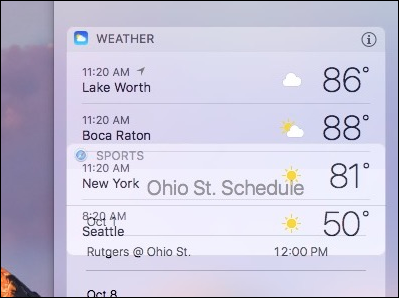 WEATHER
11:20 AM
Lake Worth
86°
11:20 AM
Boca Raton
88°
SPORTS
11:20 AM
New York
81°
Ohio St. Schedule
8:20 AM
Oct 1
Seattle
50°
Rutgers @ Ohio St. 12:00 PM
Oct 8